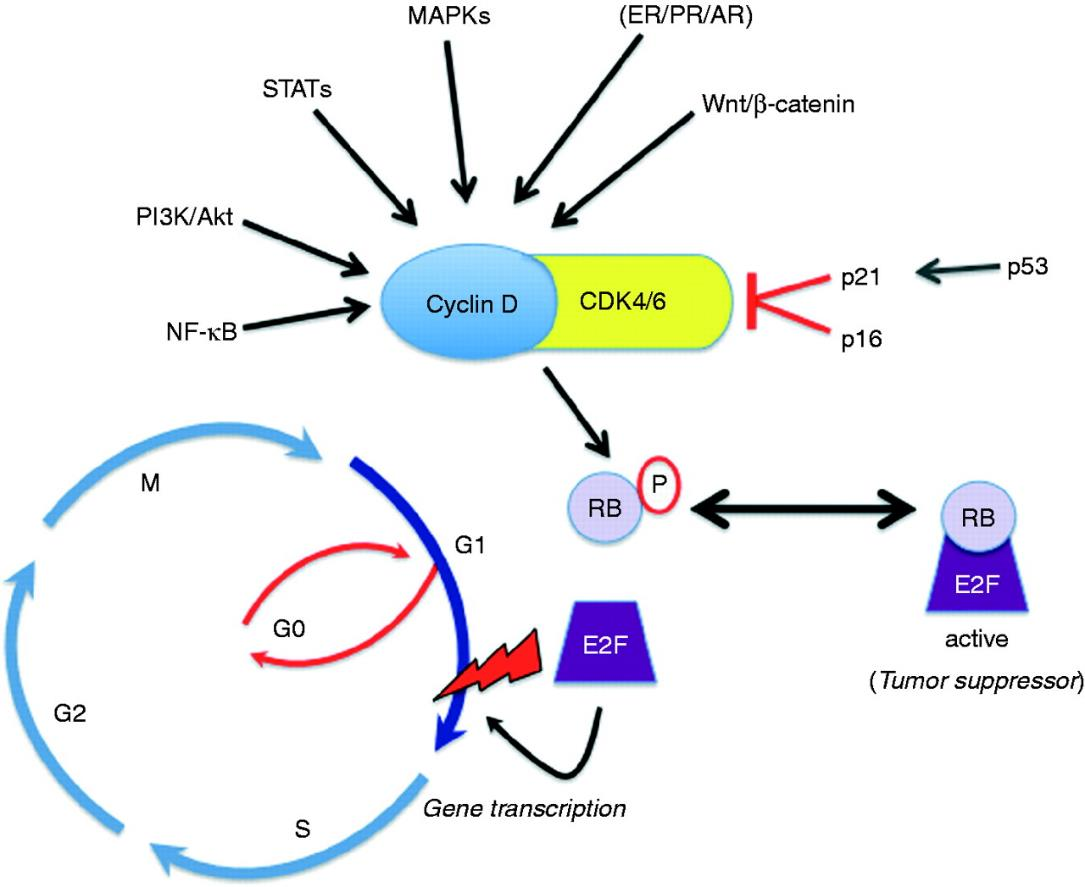 MAPKs
(ER/PR/AR)
STATs
Wnt/β-catenin
PI3K/Akt
NF-κB
Cyclin D
CDK4/6
p21
p53
p16
M
G1
G0
G2
S
RB
P
RB
E2F
E2F
active
(Tumor suppressor)
Gene transcription